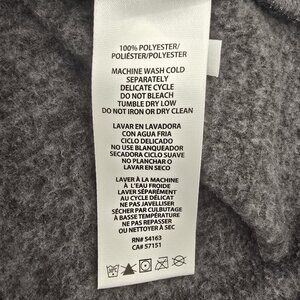 100% POLYESTER/
POLIÉSTER/POLYESTER
MACHINE WASH COLD
SEPARATELY
DELICATE CYCLE
DO NOT BLEACH
TUMBLE DRY LOW
DO NOT IRON OR DRY CLEAN
LAVAR EN LAVADORA
CON AGUA FRIA
CICLO DELICADO
NO USE BLANQUEADOR
SECADORA CICLO SUAVE
NO PLANCHAR O
LAVAR EN SECO
LAVER À LA MACHINE
À L'EAU FROIDE
LAVER SÉPARÉMENT
AU CYCLE DÉLICAT
NE PAS JAVELLISER
SÉCHER PAR CULBUTAGE
À BASSE TEMPÉRATURE
NE PAS REPASSER
OU NETTOYER À SEC
RN# 54163
CA# 57151